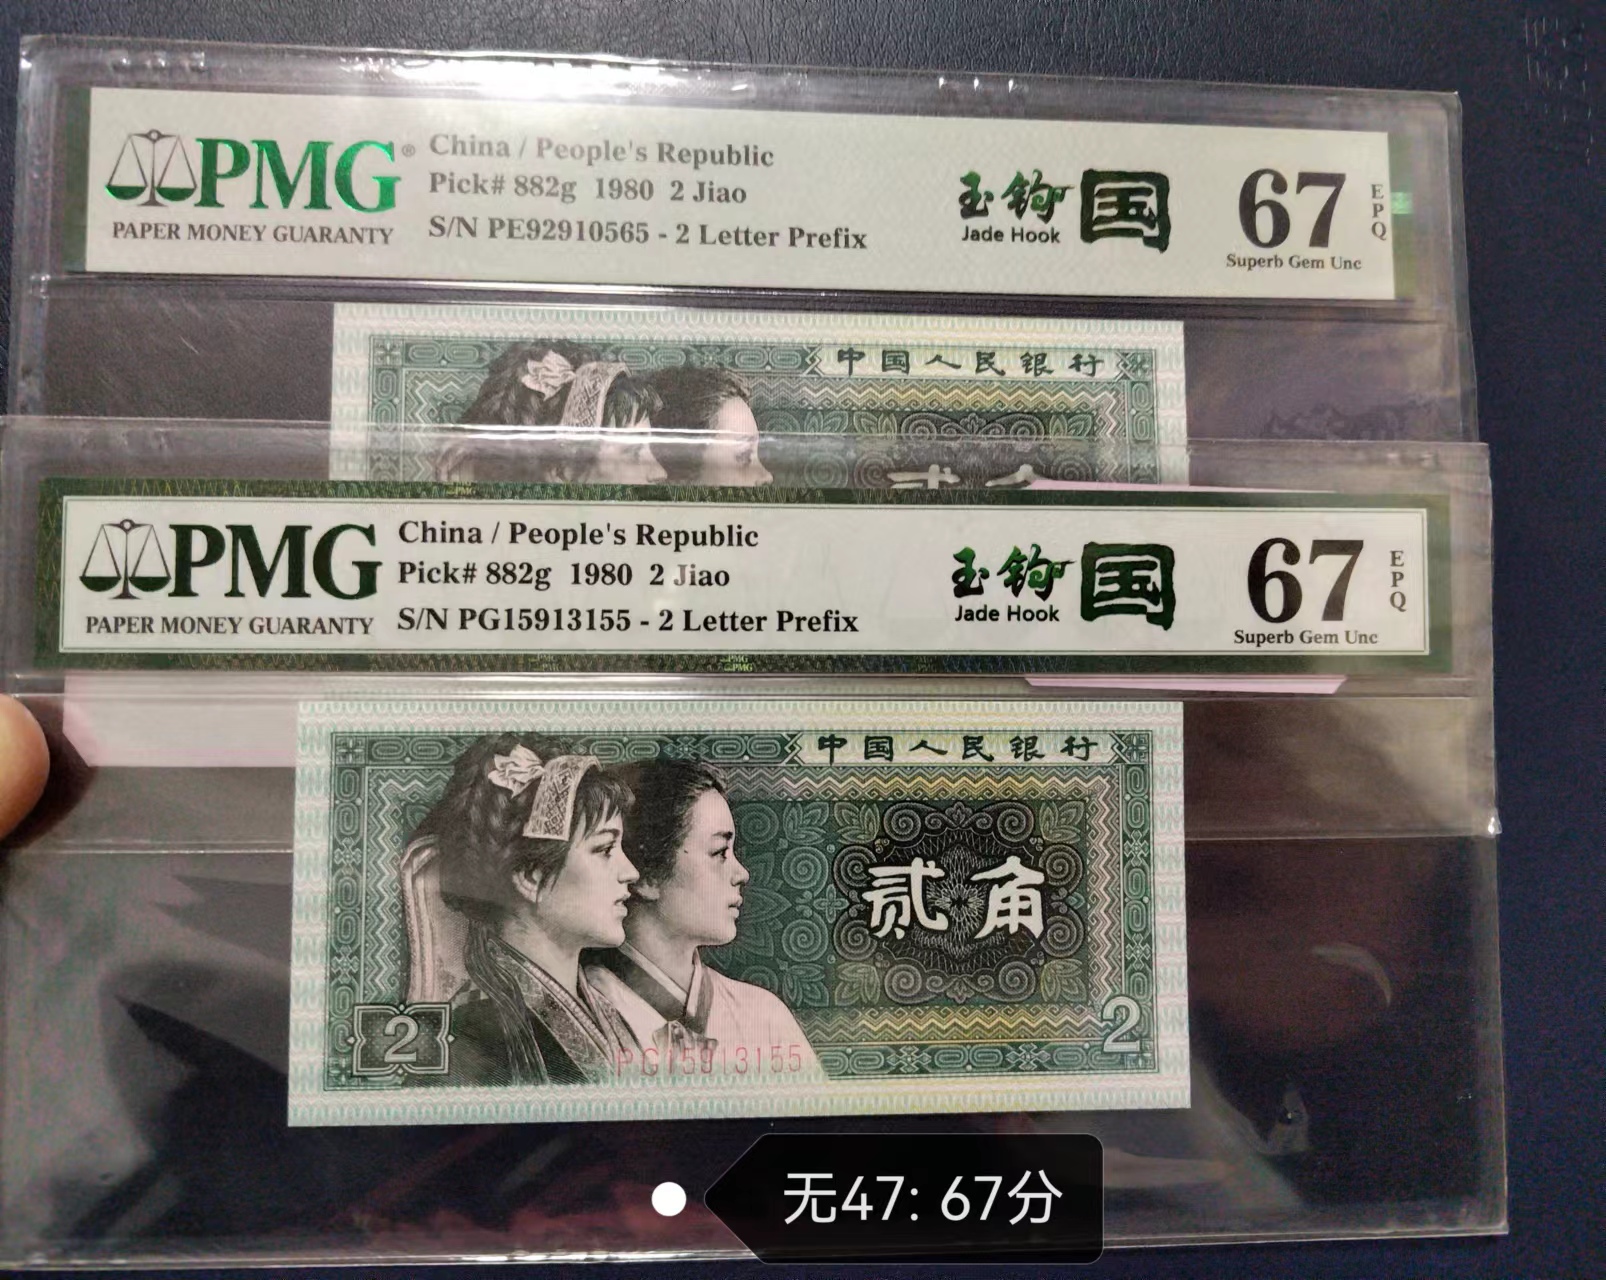 PMG®
PAPER MONEY GUARANTY
China / People's Republic
Pick# 882g 1980 2 Jiao
S/N PE92910565 - 2 Letter Prefix
玉钩
Jade Hook
国
67
EPQ
Superb Gem Unc
中国人民银行
贰角
PMG
PAPER MONEY GUARANTY
China / People's Republic
Pick# 882g 1980 2 Jiao
S/N PG15913155 - 2 Letter Prefix
玉钩
Jade Hook
国
67
EPQ
Superb Gem Unc
中国人民银行
贰角
2
2
PG15913155
无47: 67分